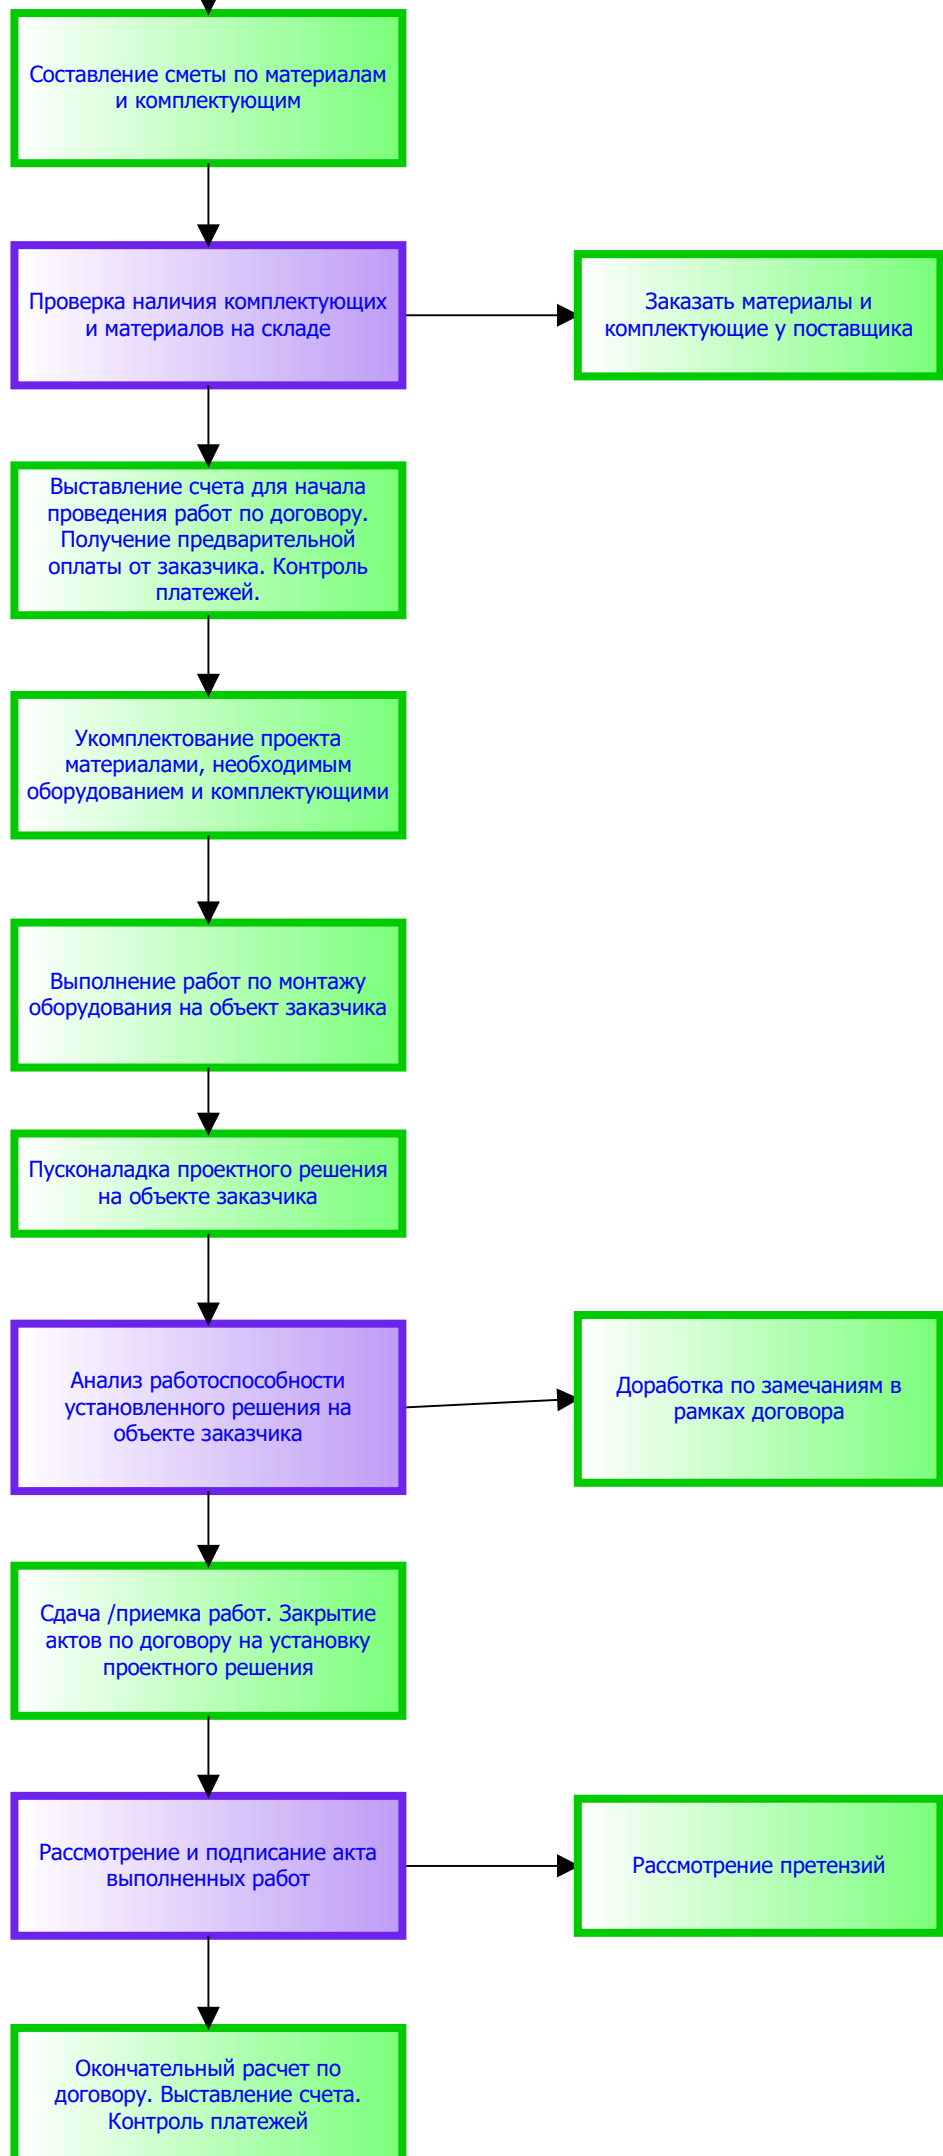 Составление сметы по материалам
и комплектующим
Проверка наличия комплектующих
и материалов на складе
Заказать материалы и
комплектующие у поставщика
Выставление счета для начала
проведения работ по договору.
Получение предварительной
оплаты от заказчика. Контроль
платежей.
Укомплектование проекта
материалами, необходимым
оборудованием и комплектующими
Выполнение работ по монтажу
оборудования на объект заказчика
Пусконаладка проектного решения
на объекте заказчика
Анализ работоспособности
установленного решения на
объекте заказчика
Доработка по замечаниям в
рамках договора
Сдача /приемка работ. Закрытие
актов по договору на установку
проектного решения
Рассмотрение и подписание акта
выполненных работ
Рассмотрение претензий
Окончательный расчет по
договору. Выставление счета.
Контроль платежей